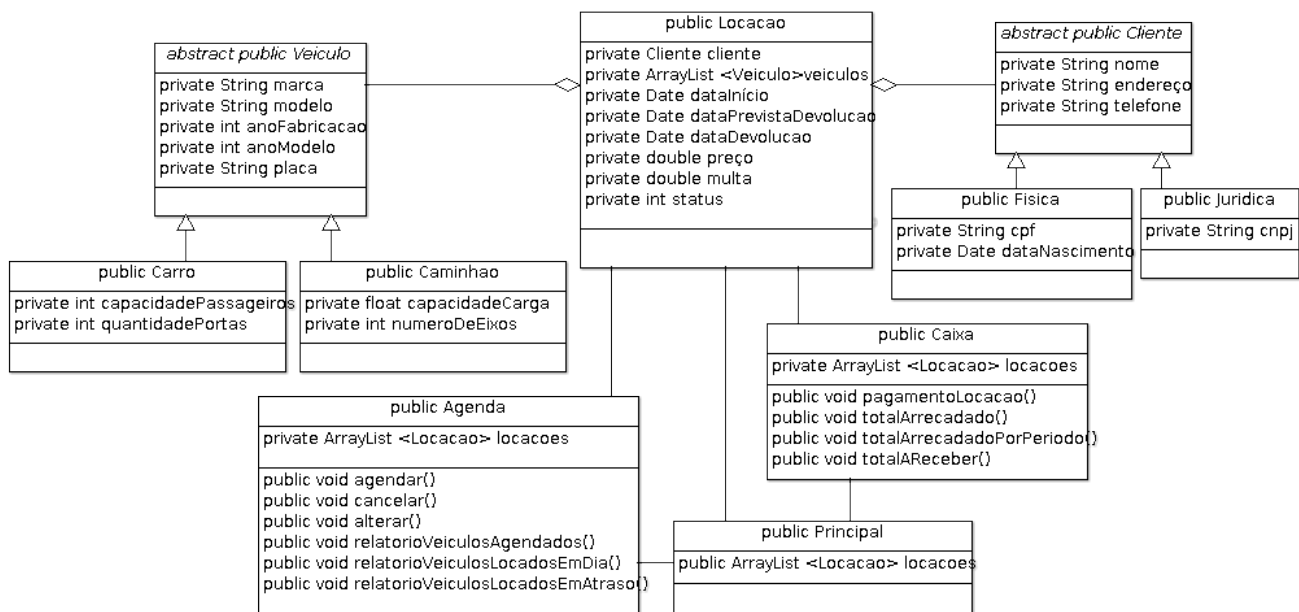 public Locacao
private Cliente cliente
private ArrayList <Veiculo>veiculos
private Date dataInício
private Date dataPrevistaDevolucao
private Date dataDevolucao
private double preço
private double multa
private int status
abstract public Veiculo
private String marca
private String modelo
private int anoFabricacao
private int anoModelo
private String placa
abstract public Cliente
private String nome
private String endereço
private String telefone
public Fisica
private String cpf
private Date dataNascimento
public Juridica
private String cnpj
public Carro
private int capacidadePassageiros
private int quantidadePortas
public Caminhao
private float capacidadeCarga
private int numeroDeEixos
public Caixa
private ArrayList <Locacao> locacoes
public void pagamentoLocacao()
public void totalArrecadado()
public void totalArrecadadoPorPeriodo()
public void totalAReceber()
public Agenda
private ArrayList <Locacao> locacoes
public void agendar()
public void cancelar()
public void alterar()
public void relatorioVeiculosAgendados()
public void relatorioVeiculosLocadosEmDia()
public void relatorioVeiculosLocadosEmAtraso()
public Principal
public ArrayList <Locacao> locacoes